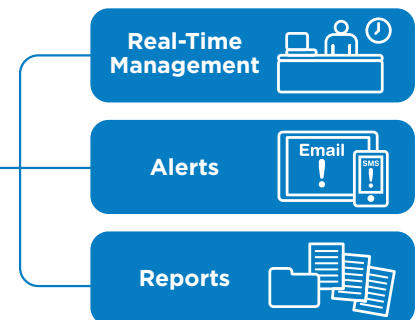 Real-Time
Management
Alerts
Email
!
SMS
!
Reports